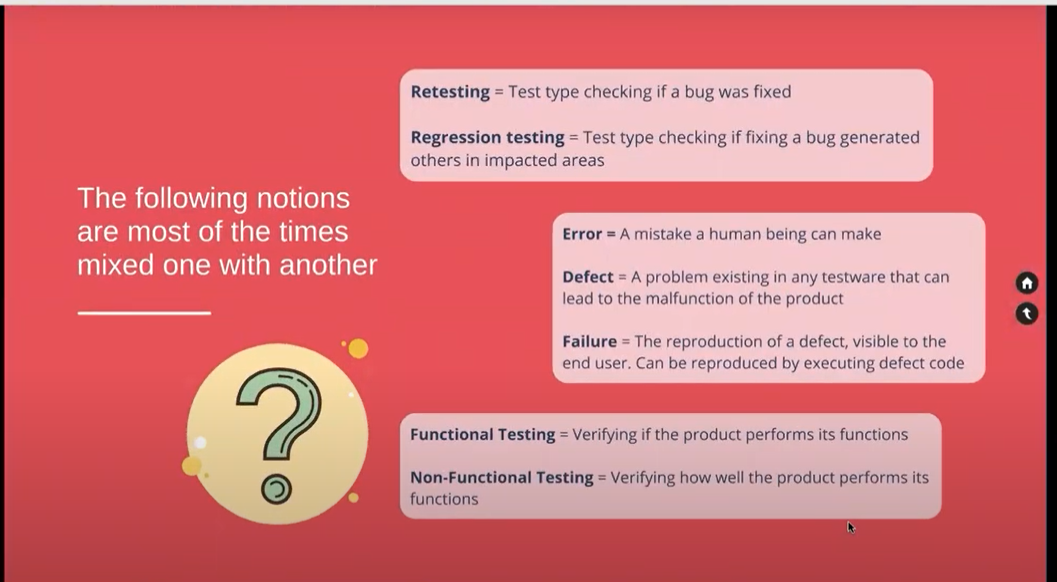 The following notions
are most of the times
mixed one with another
Retesting = Test type checking if a bug was fixed
Regression testing = Test type checking if fixing a bug generated
others in impacted areas
Error = A mistake a human being can make
Defect = A problem existing in any testware that can
lead to the malfunction of the product
Failure = The reproduction of a defect, visible to the
end user. Can be reproduced by executing defect code
Functional Testing = Verifying if the product performs its functions
Non-Functional Testing = Verifying how well the product performs its
functions